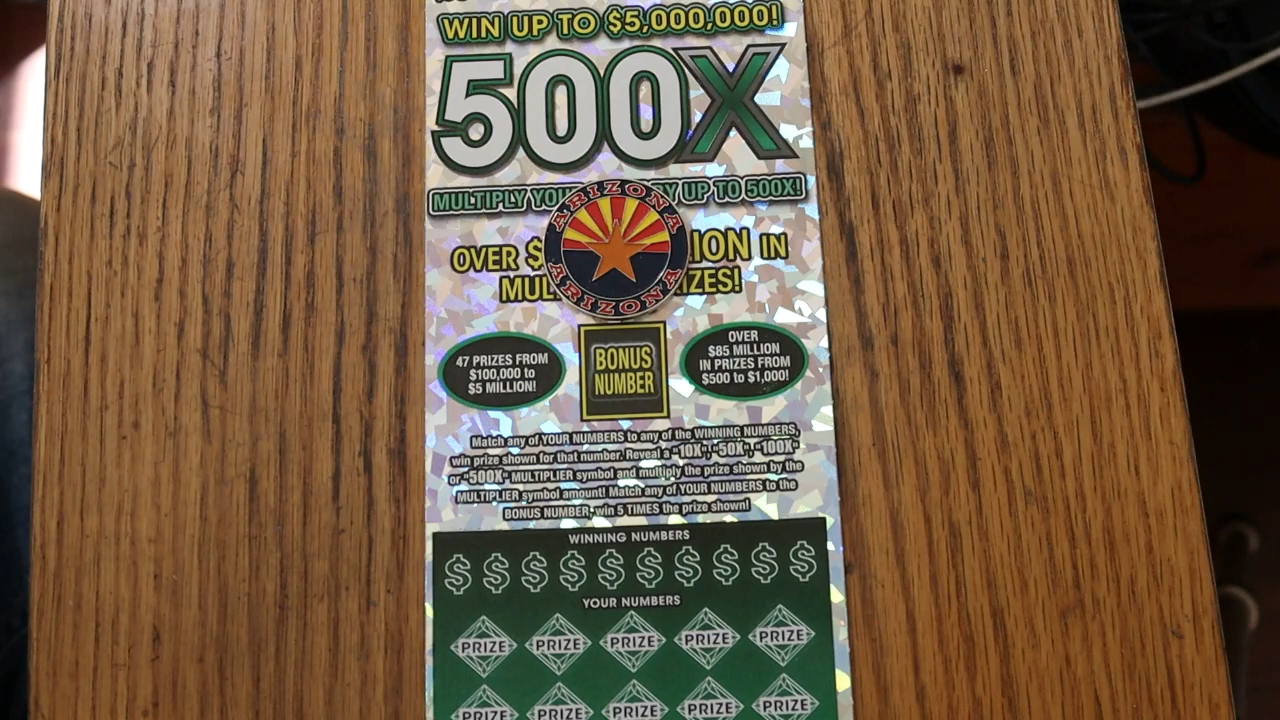 WIN UP TO $5,000,000!
500X
MULTIPLY UP TO 500X!
ARIZONA
OVER $ IN
ARIZONA
47 PRIZES FROM
$100,000 to
$5 MILLION!
BONUS
NUMBER
OVER
$85 MILLION
IN PRIZES FROM
$500 to $1,000!
Match any of YOUR NUMBERS to any of the WINNING NUMBERS,
win prize shown for that number. Reveal a "10X", "50X", "100X"
or "500X" MULTIPLIER symbol and multiply the prize shown by the
MULTIPLIER symbol amount! Match any of YOUR NUMBERS to the
BONUS NUMBER, win 5 TIMES the prize shown!
WINNING NUMBERS
$ $ $ $ $ $ $ $ $ $
YOUR NUMBERS
PRIZE PRIZE PRIZE PRIZE PRIZE
PRIZE PRIZE PRIZE PRIZE PRIZE